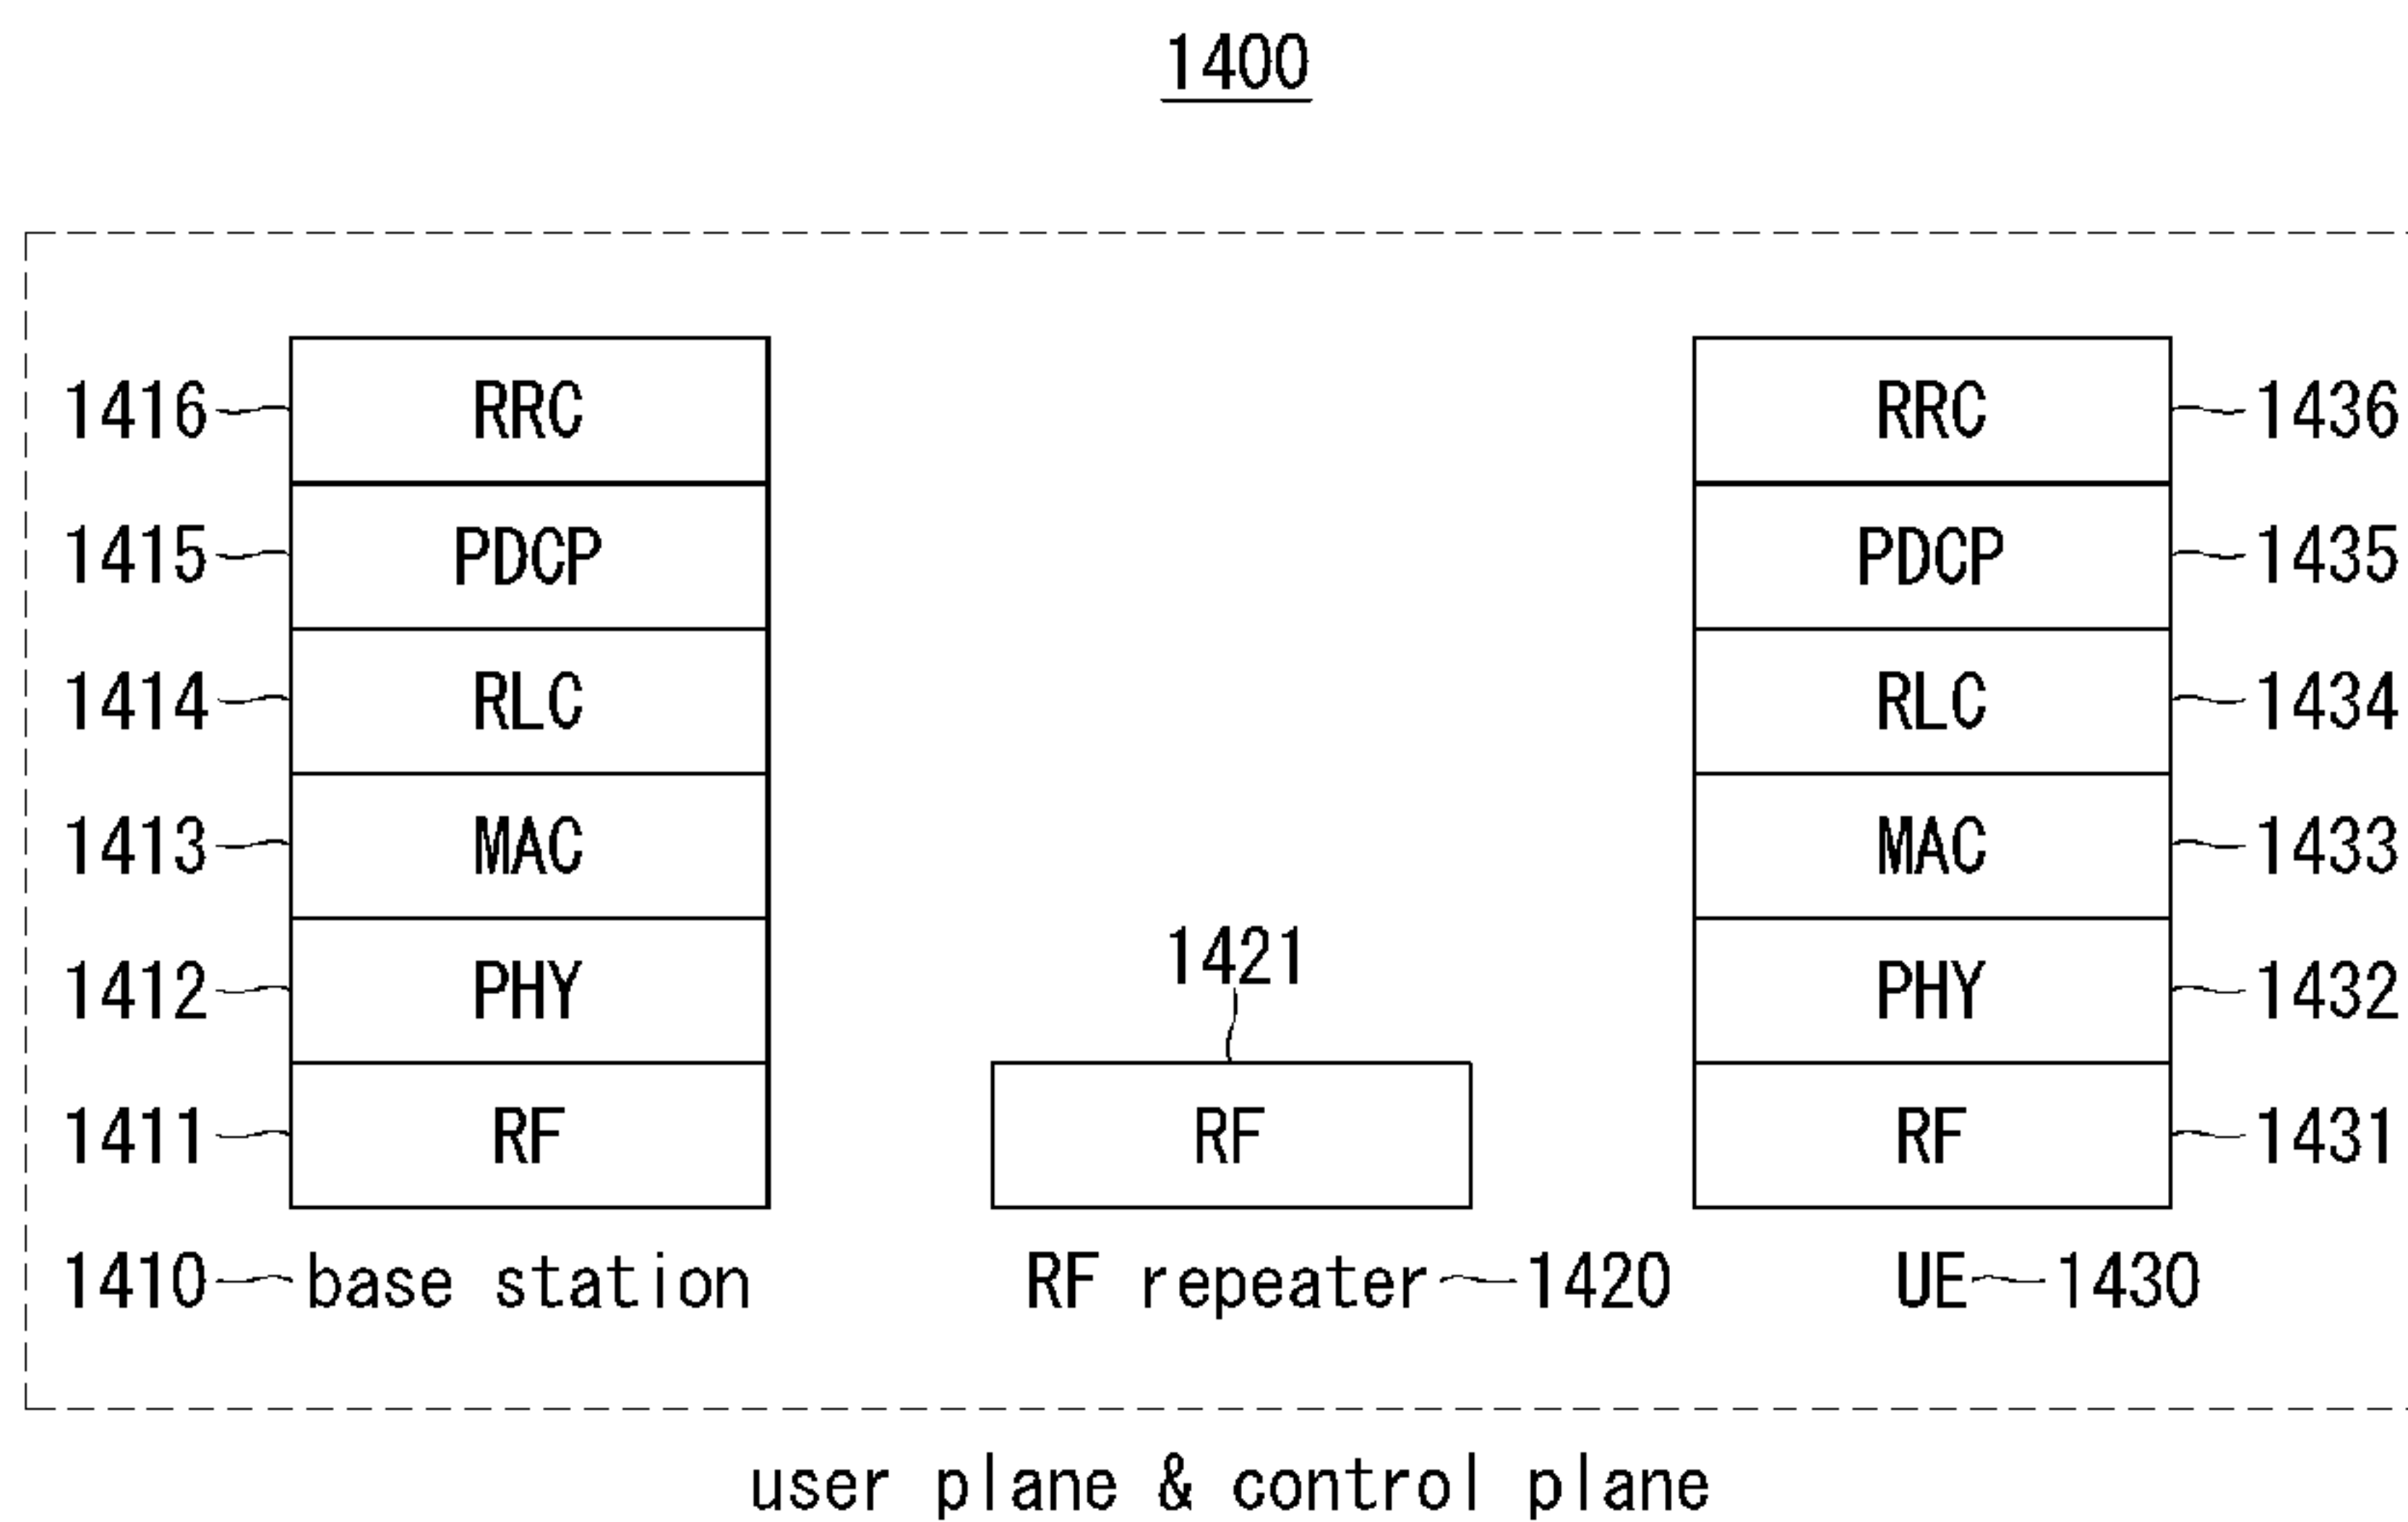 1400
1416 RRC RRC 1436
1415 PDCP PDCP 1435
1414 RLC RLC 1434
1413 MAC MAC 1433
1421
1412 PHY PHY 1432
1411 RF RF RF 1431
1410 base station RF repeater 1420 UE 1430
user plane & control plane